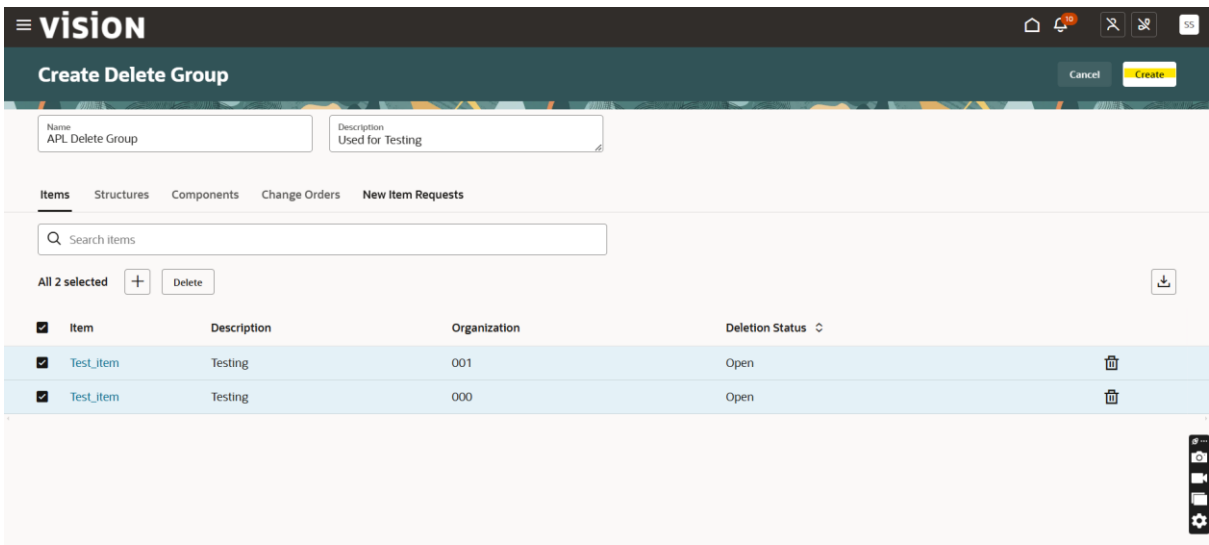 vision
10
SS
Create Delete Group
Cancel
Create
Name
APL Delete Group
Description
Used for Testing
Items Structures Components Change Orders New Item Requests
Search items
All 2 selected
Delete
Item Description Organization Deletion Status
Test_item Testing 001 Open
Test_item Testing 000 Open